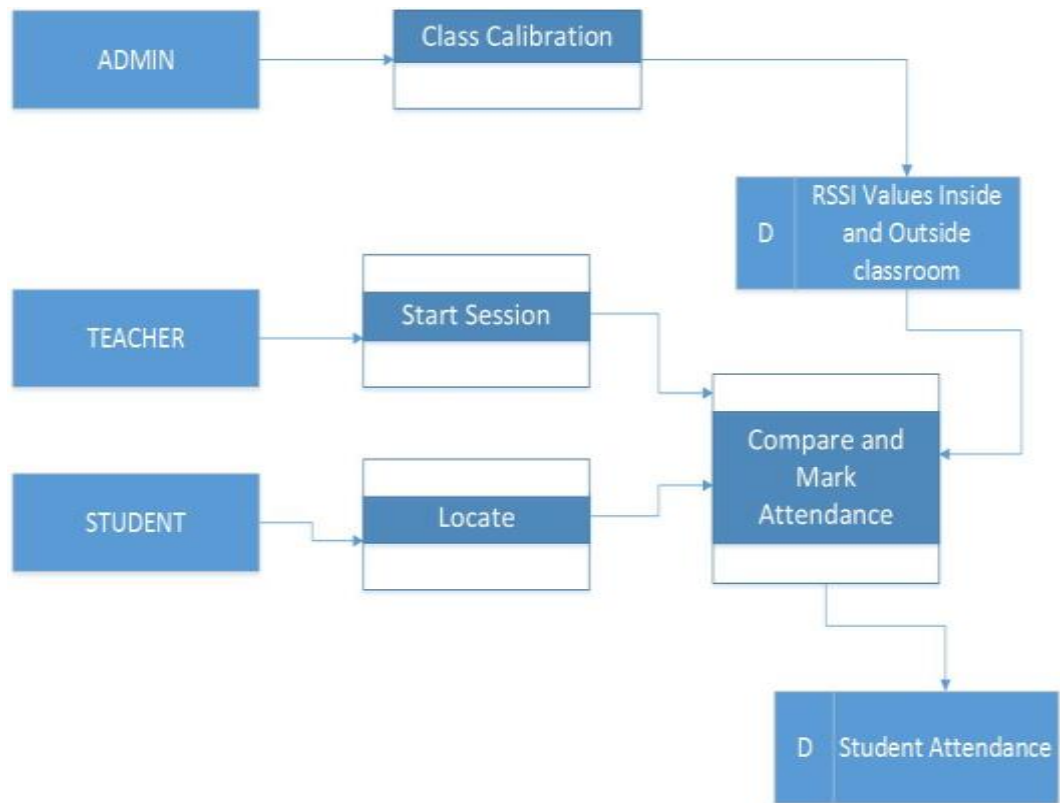 ADMIN
Class Calibration
D
RSSI Values Inside
and Outside
classroom
TEACHER
Start Session
STUDENT
Locate
Compare and
Mark
Attendance
D
Student Attendance